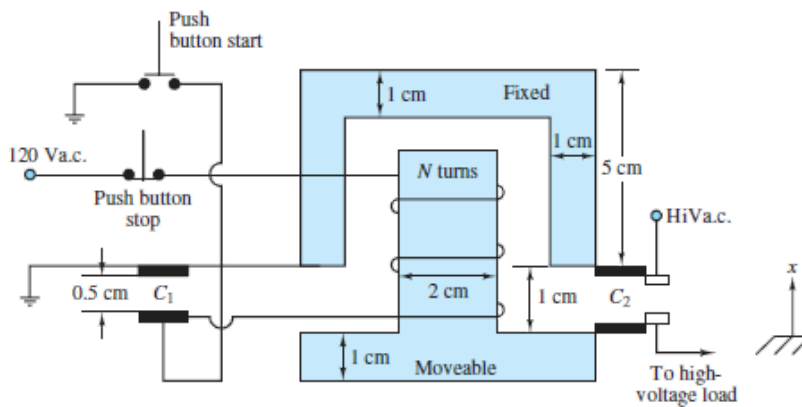 Push
button start
1 cm
Fixed
1 cm
120 Va.c.
N turns
5 cm
Push button
stop
HiVa.c.
0.5 cm
C₁
2 cm
1 cm
C₂
x
1 cm
Moveable
To high-
voltage load